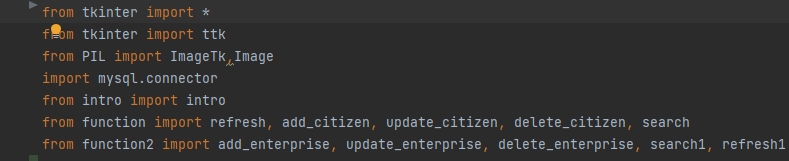 from tkinter import *
from tkinter import ttk
from PIL import ImageTk,Image
import mysql.connector
from intro import intro
from function import refresh, add_citizen, update_citizen, delete_citizen, search
from function2 import add_enterprise, update_enterprise, delete_enterprise, search1, refresh1